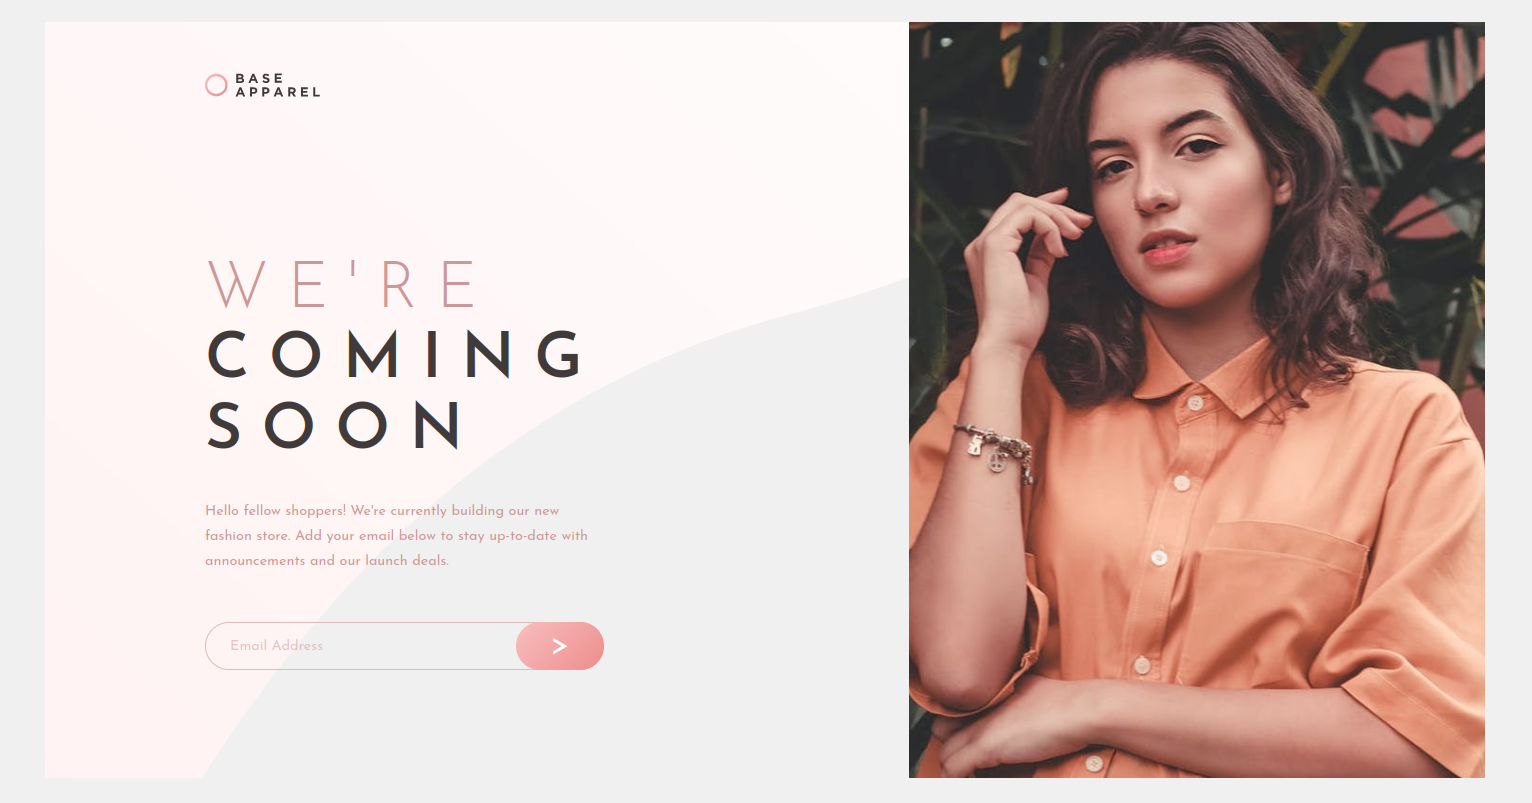 BASE
APPAREL
WE'RE
COMING
SOON
Hello fellow shoppers! We're currently building our new
fashion store. Add your email below to stay up-to-date with
announcements and our launch deals.
Email Address